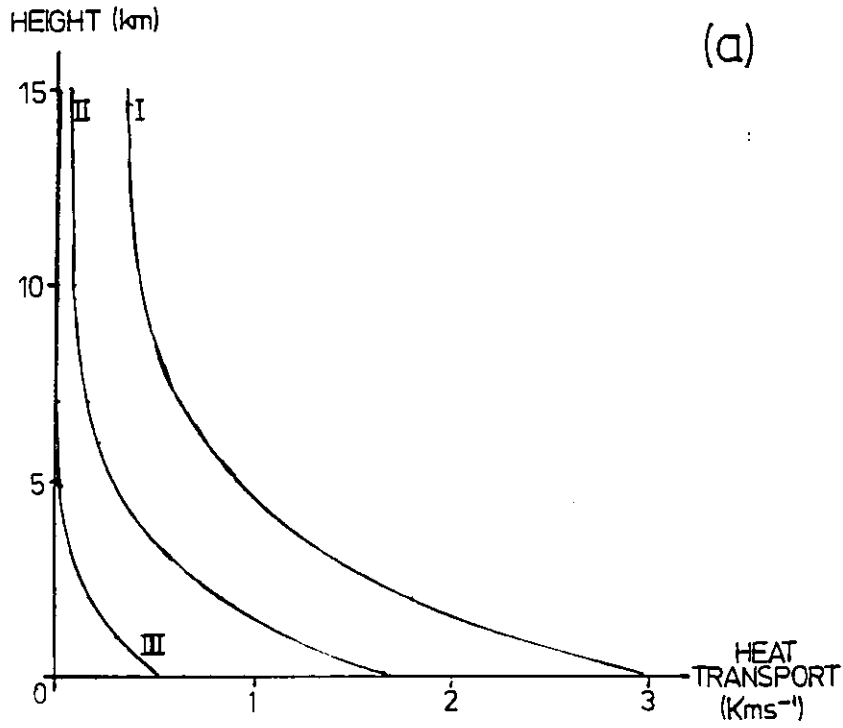 HEIGHT (km)
(a)
15
II
I
10
5
III
0
1
2
3
HEAT
TRANSPORT
(Kms⁻¹)